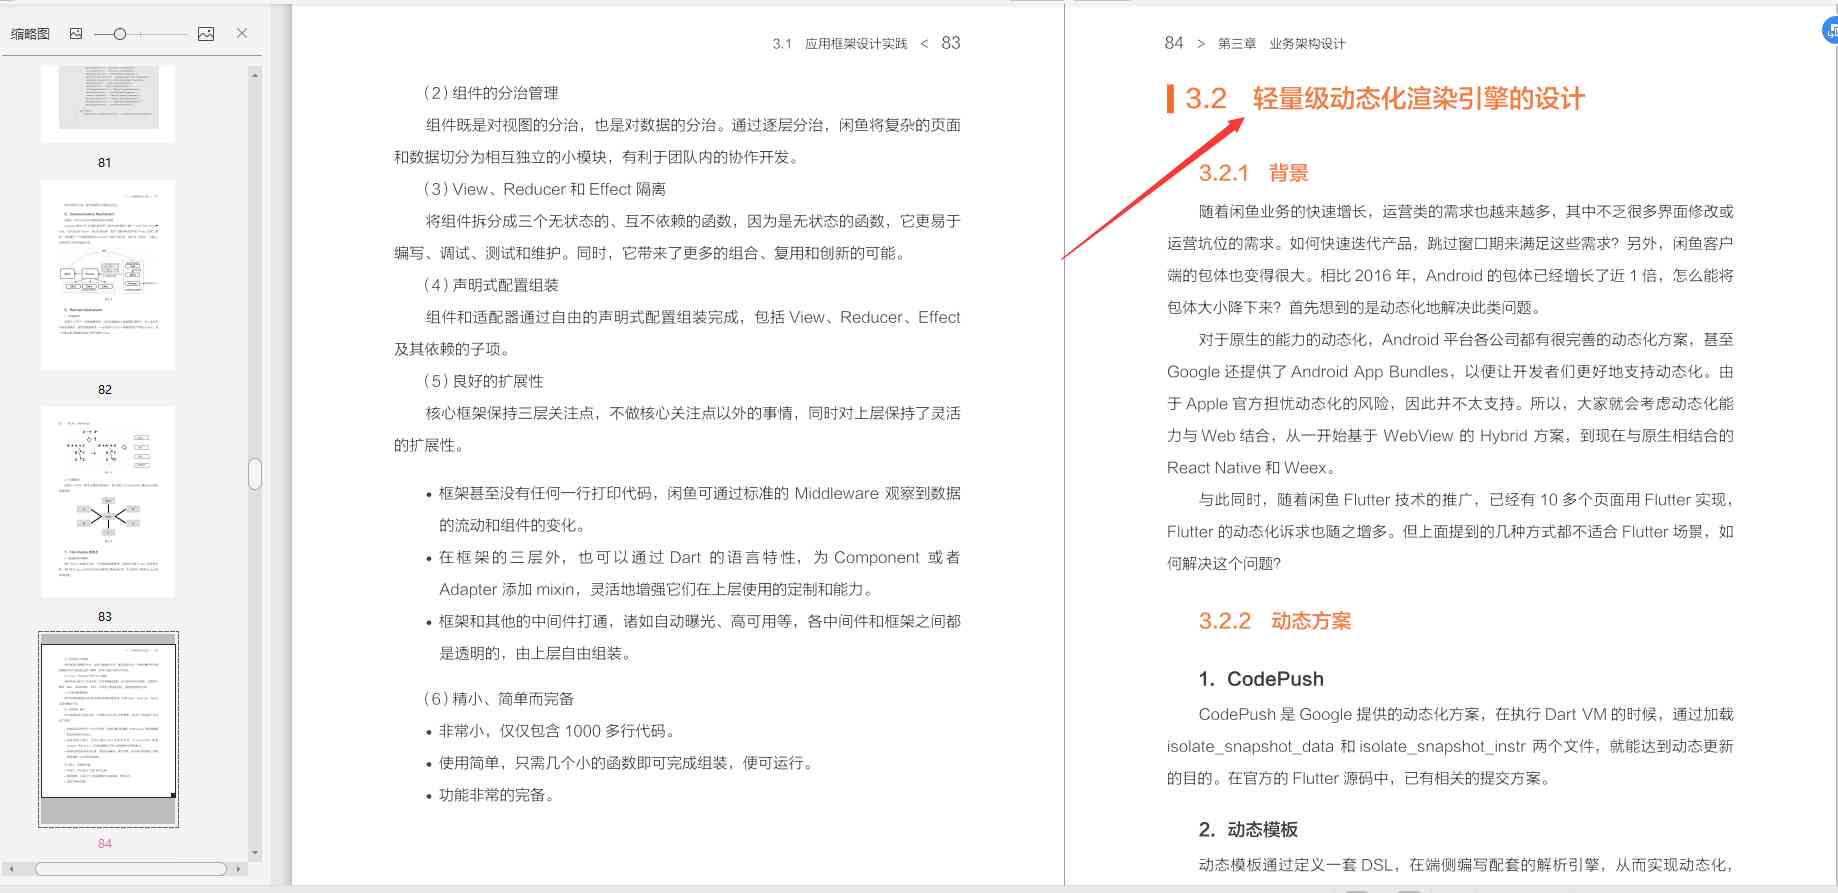 缩略图
81
82
83
84
3.1 应用框架设计实践 < 83
（2）组件的分治管理
组件既是对视图的分治，也是对数据的分治。通过逐层分治，闲鱼将复杂的页面
和数据切分为相互独立的小模块，有利于团队内的协作开发。
（3）View、Reducer 和 Effect 隔离
将组件拆分成三个无状态的、互不依赖的函数，因为是无状态的函数，它更易于
编写、调试、测试和维护。同时，它带来了更多的组合、复用和创新的可能。
（4）声明式配置组装
组件和适配器通过自由的声明式配置组装完成，包括 View、Reducer、Effect
及其依赖的子项。
（5）良好的扩展性
核心框架保持三层关注点，不做核心关注点以外的事情，同时对上层保持了灵活
的扩展性。
• 框架甚至没有任何一行打印代码，闲鱼可通过标准的 Middleware 观察到数据
的流动和组件的变化。
• 在框架的三层外，也可以通过 Dart 的语言特性，为 Component 或者
Adapter 添加 mixin，灵活地增强它们在上层使用的定制和能力。
• 框架和其他的中间件打通，诸如自动曝光、高可用等，各中间件和框架之间都
是透明的，由上层自由组装。
（6）精小、简单而完备
• 非常小，仅仅包含 1000 多行代码。
• 使用简单，只需几个小的函数即可完成组装，便可运行。
• 功能非常的完备。
84 > 第三章 业务架构设计
3.2 轻量级动态化渲染引擎的设计
3.2.1 背景
随着闲鱼业务的快速增长，运营类的需求也越来越多，其中不乏很多界面修改或
运营坑位的需求。如何快速迭代产品，跳过窗口期来满足这些需求？另外，闲鱼客户
端的包体也变得很大。相比 2016 年，Android 的包体已经增长了近 1 倍，怎么能将
包体大小降下来？首先想到的是动态化地解决此类问题。
对于原生的能力的动态化，Android 平台各公司都有很完善的动态化方案，甚至
Google 还提供了 Android App Bundles，以便让开发者们更好地支持动态化。由
于 Apple 官方担忧动态化的风险，因此并不太支持。所以，大家就会考虑动态化能
力与 Web 结合，从一开始基于 WebView 的 Hybrid 方案，到现在与原生相结合的
React Native 和 Weex。
与此同时，随着闲鱼 Flutter 技术的推广，已经有 10 多个页面用 Flutter 实现，
Flutter 的动态化诉求也随之增多。但上面提到的几种方式都不适合 Flutter 场景，如
何解决这个问题？
3.2.2 动态方案
1. CodePush
CodePush 是 Google 提供的动态化方案，在执行 Dart VM 的时候，通过加载
isolate_snapshot_data 和 isolate_snapshot_instr 两个文件，就能达到动态更新
的目的。在官方的 Flutter 源码中，已有相关的提交方案。
2. 动态模板
动态模板通过定义一套 DSL，在端侧编写配套的解析引擎，从而实现动态化，